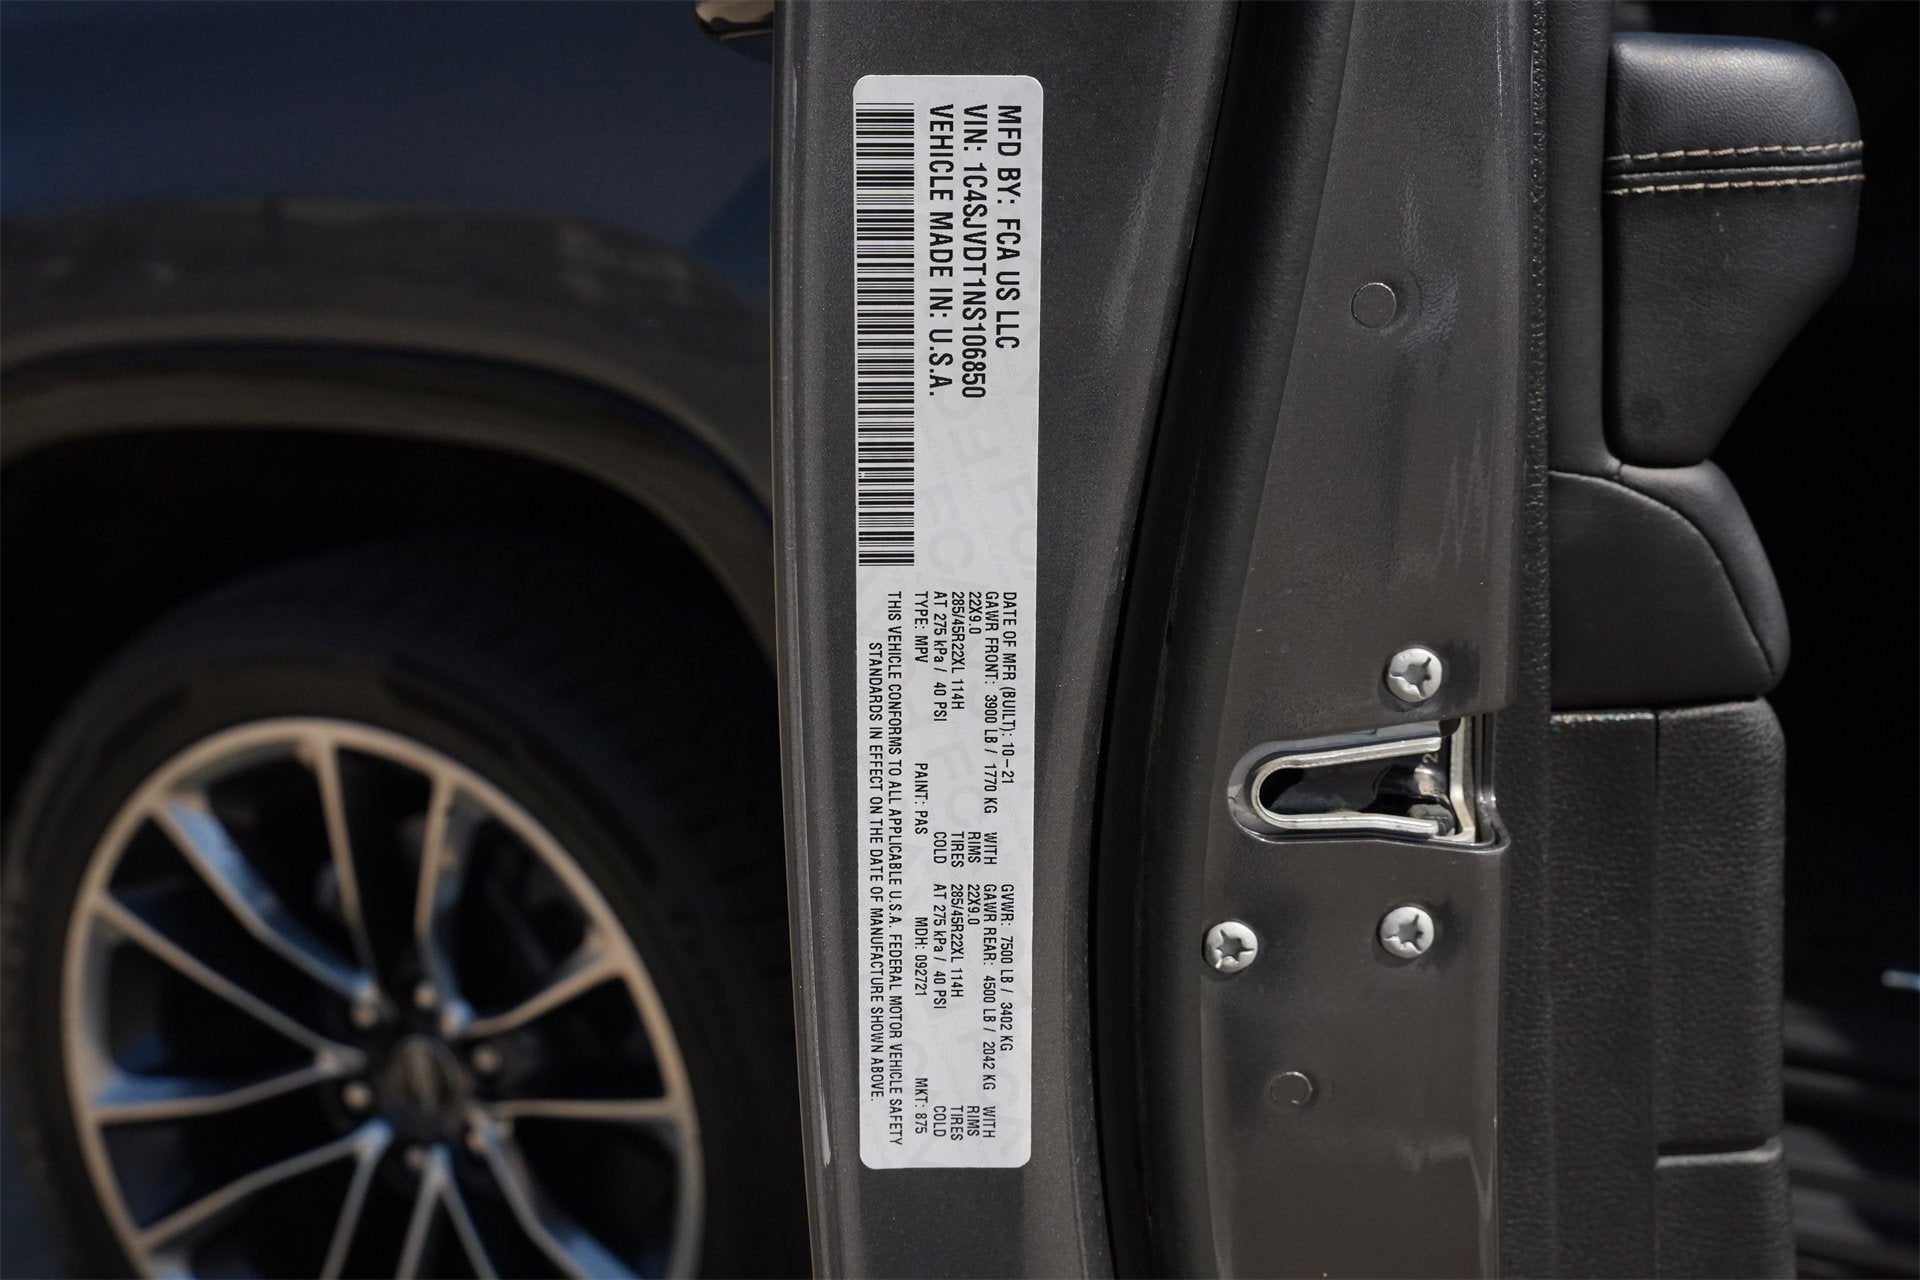 MFD BY: FCA US LLC
VIN: 1C4SJVDT1NS106850
VEHICLE MADE IN: U.S.A.
DATE OF MFR (BUILT): 10-21 GVWR: 7500 LB / 3402 KG
GAWR FRONT: 3900 LB / 1770 KG WITH GAWR REAR: 4500 LB / 2042 KG WITH
22X9.0 RIMS 22X9.0 RIMS
285/45R22XL 114H TIRES 285/45R22XL 114H TIRES
AT 275 kPa / 40 PSI COLD AT 275 kPa / 40 PSI COLD
TYPE: MPV PAINT: PAS MDH: 092721 MKT: 875
THIS VEHICLE CONFORMS TO ALL APPLICABLE U.S.A. FEDERAL MOTOR VEHICLE SAFETY
STANDARDS IN EFFECT ON THE DATE OF MANUFACTURE SHOWN ABOVE.
2